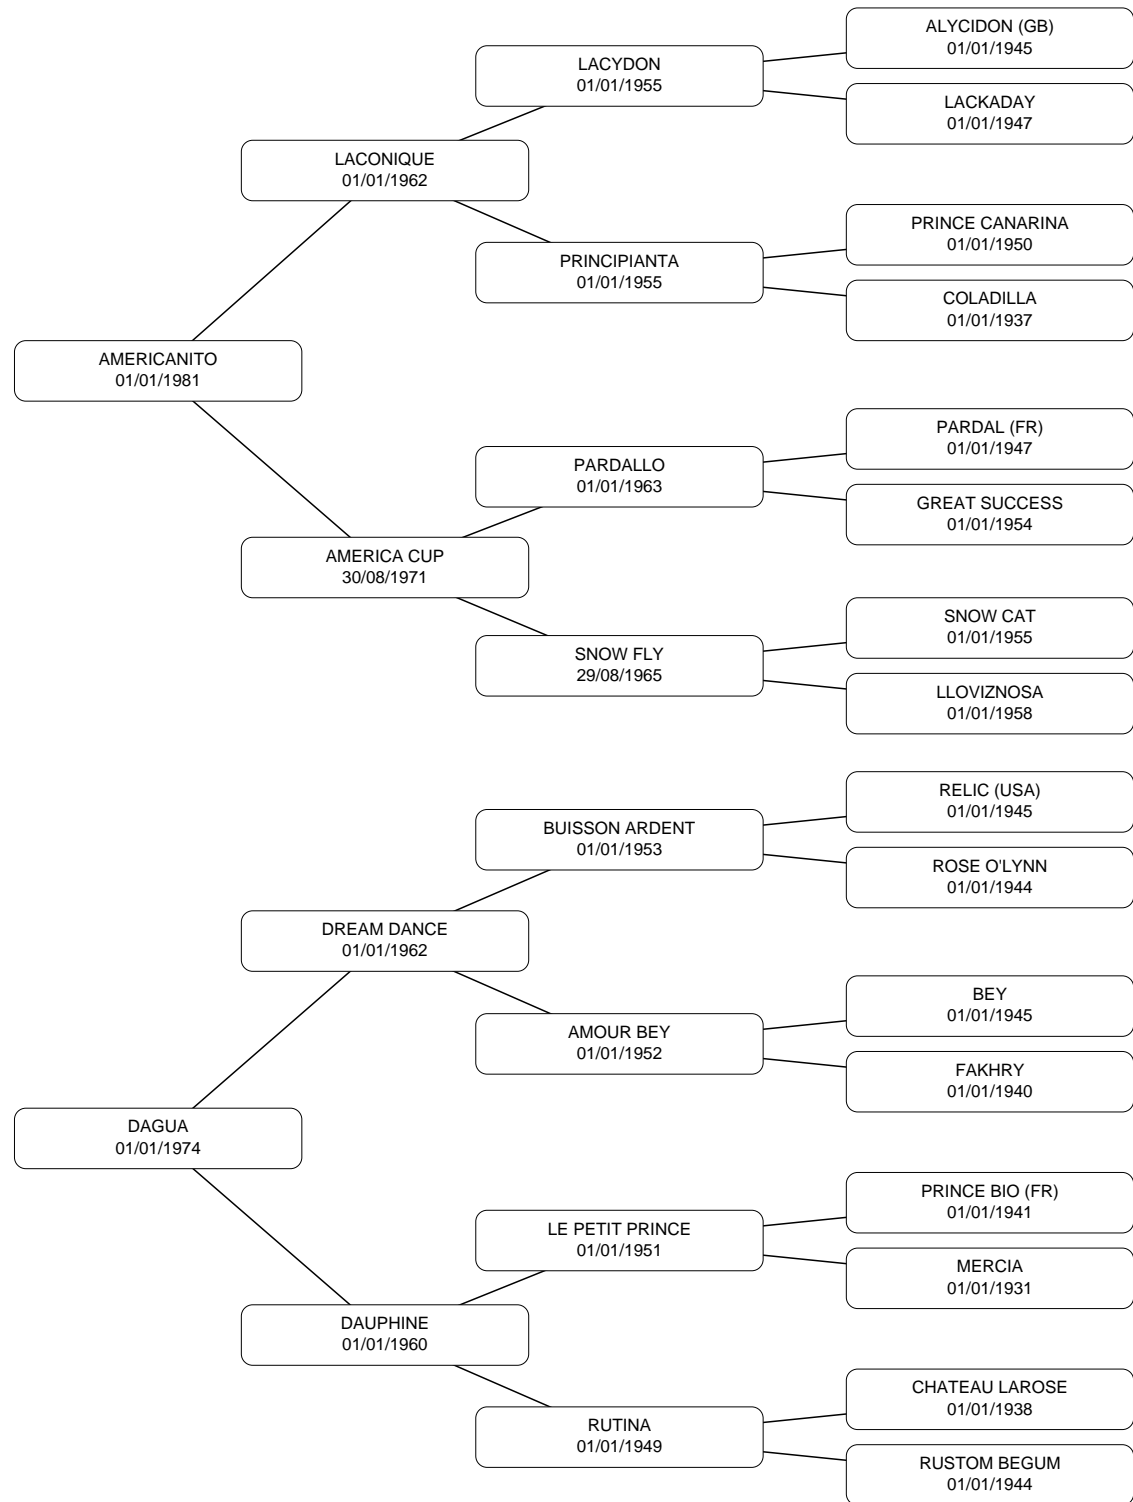 ALYCIDON (GB)
01/01/1945
LACYDON
01/01/1955
LACKADAY
01/01/1947
LACONIQUE
01/01/1962
PRINCE CANARINA
01/01/1950
PRINCIPIANTA
01/01/1955
COLADILLA
01/01/1937
AMERICANITO
01/01/1981
PARDAL (FR)
01/01/1947
PARDALLO
01/01/1963
GREAT SUCCESS
01/01/1954
AMERICA CUP
30/08/1971
SNOW CAT
01/01/1955
SNOW FLY
29/08/1965
LLOVIZNOSA
01/01/1958
RELIC (USA)
01/01/1945
BUISSON ARDENT
01/01/1953
ROSE O'LYNN
01/01/1944
DREAM DANCE
01/01/1962
BEY
01/01/1945
AMOUR BEY
01/01/1952
FAKHRY
01/01/1940
DAGUA
01/01/1974
PRINCE BIO (FR)
01/01/1941
LE PETIT PRINCE
01/01/1951
MERCIA
01/01/1931
DAUPHINE
01/01/1960
CHATEAU LAROSE
01/01/1938
RUTINA
01/01/1949
RUSTOM BEGUM
01/01/1944